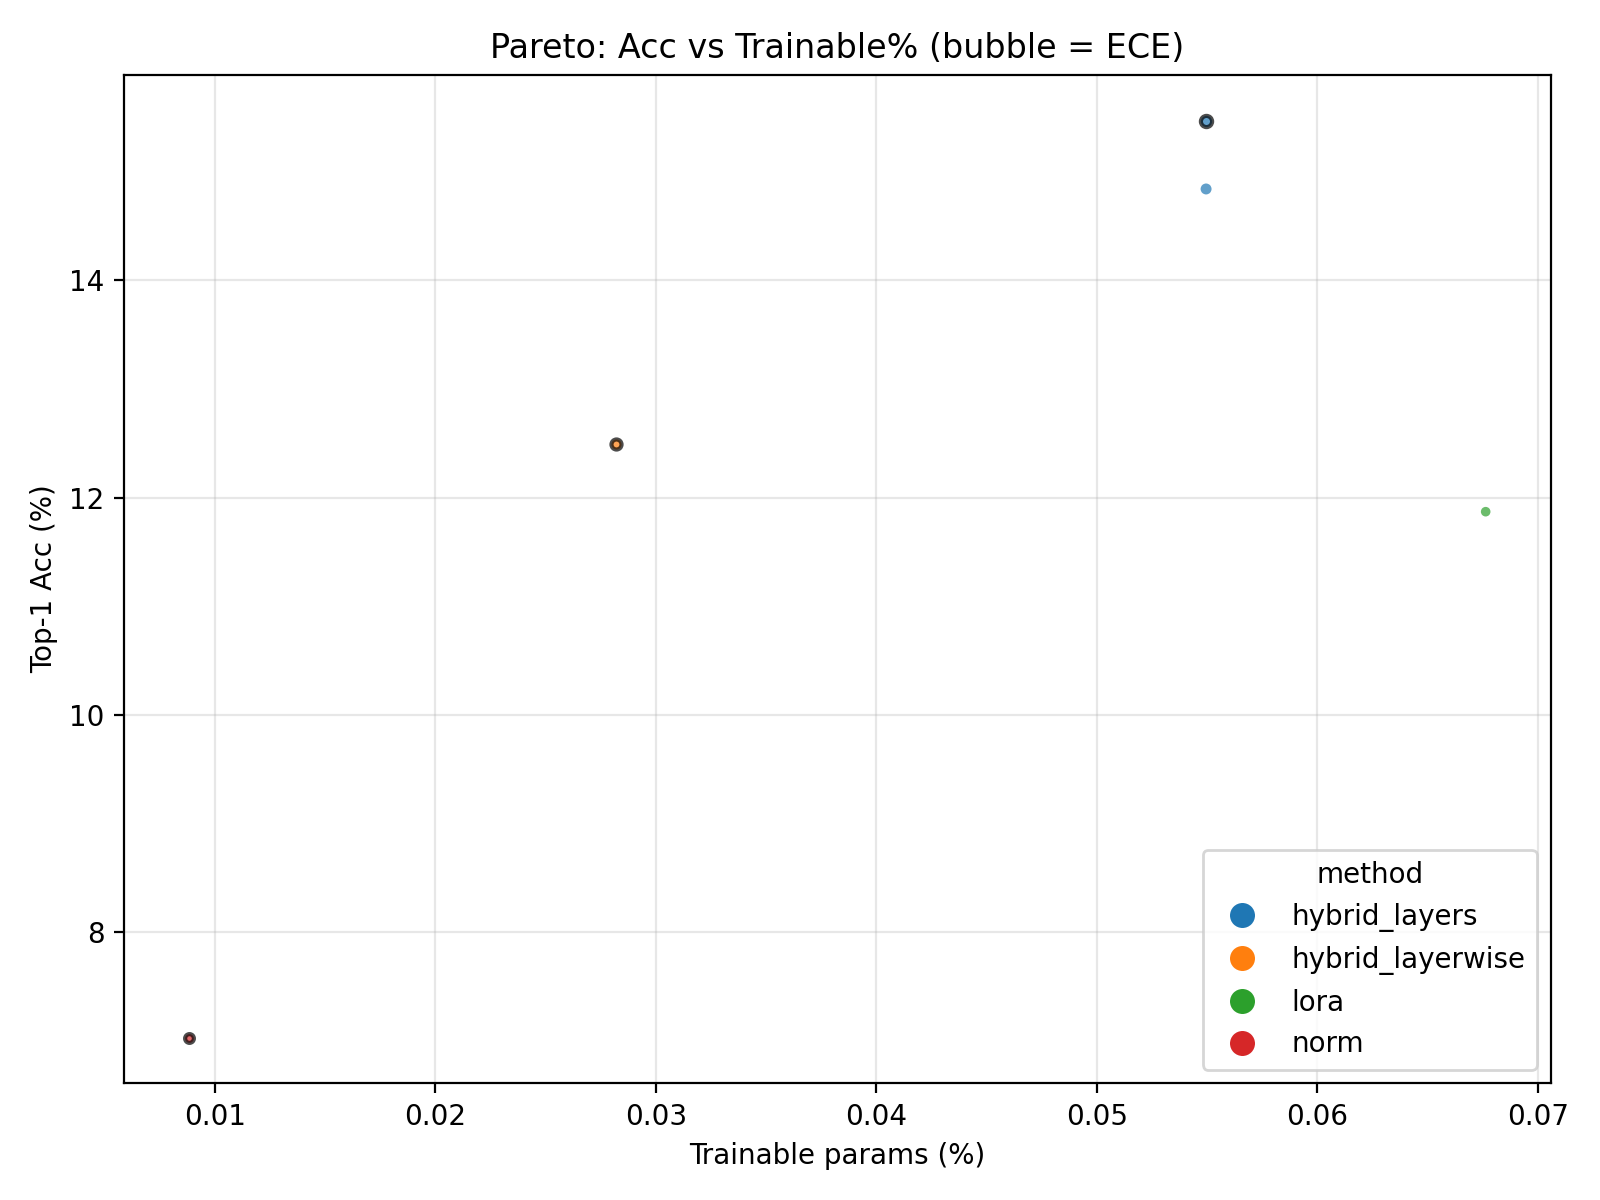 Pareto: Acc vs Trainable% (bubble = ECE)
Top-1 Acc (%)
14
12
10
8
0.01
0.02
0.03
0.04
0.05
0.06
0.07
Trainable params (%)
method
hybrid_layers
hybrid_layerwise
lora
norm